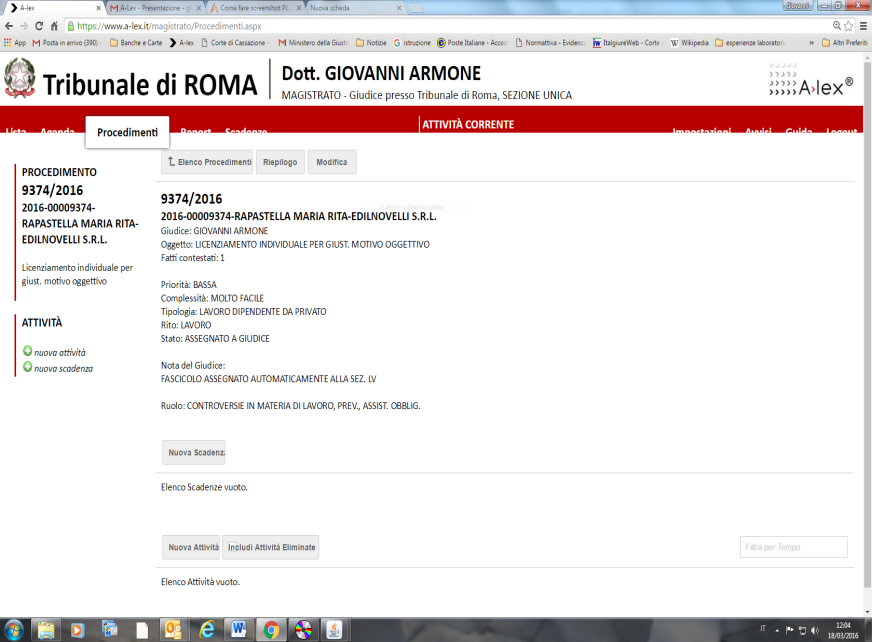 A-lex
A-Lex - Presentazione - g
Come fare screenshot PC
Nuova scheda
Giovanni
https://www.a-lex.it/magistrato/Procedimenti.aspx
App
Posta in arrivo (390) -
Banche e Carte
A-lex
Corte di Cassazione -
Ministero della Giusti
Notizie
istruzione
Poste Italiane - Acced
Normattiva - Evidenz
ItalgiureWeb - Corte
Wikipedia
esperienze laborator
»
Altri Preferiti
Tribunale di ROMA
Dott. GIOVANNI ARMONE
MAGISTRATO - Giudice presso Tribunale di Roma, SEZIONE UNICA
A>lex®
ATTIVITÀ CORRENTE
Lista
Agenda
Procedimenti
Report
Scadenze
Impostazioni
Avvisi
Guida
Logout
Elenco Procedimenti
Riepilogo
Modifica
PROCEDIMENTO
9374/2016
2016-00009374-
RAPASTELLA MARIA RITA-
EDILNOVELLI S.R.L.
Licenziamento individuale per
giust. motivo oggettivo
ATTIVITÀ
nuova attività
nuova scadenza
9374/2016
2016-00009374-RAPASTELLA MARIA RITA-EDILNOVELLI S.R.L.
Giudice: GIOVANNI ARMONE
Oggetto: LICENZIAMENTO INDIVIDUALE PER GIUST. MOTIVO OGGETTIVO
Fatti contestati: 1
Priorità: BASSA
Complessità: MOLTO FACILE
Tipologia: LAVORO DIPENDENTE DA PRIVATO
Rito: LAVORO
Stato: ASSEGNATO A GIUDICE
Nota del Giudice:
FASCICOLO ASSEGNATO AUTOMATICAMENTE ALLA SEZ. LV
Ruolo: CONTROVERSIE IN MATERIA DI LAVORO, PREV., ASSIST. OBBLIG.
Nuova Scadenz
Elenco Scadenze vuoto.
Nuova Attività
Includi Attività Eliminate
Filtra per Tempo
Elenco Attività vuoto.
IT
12:04
18/03/2016